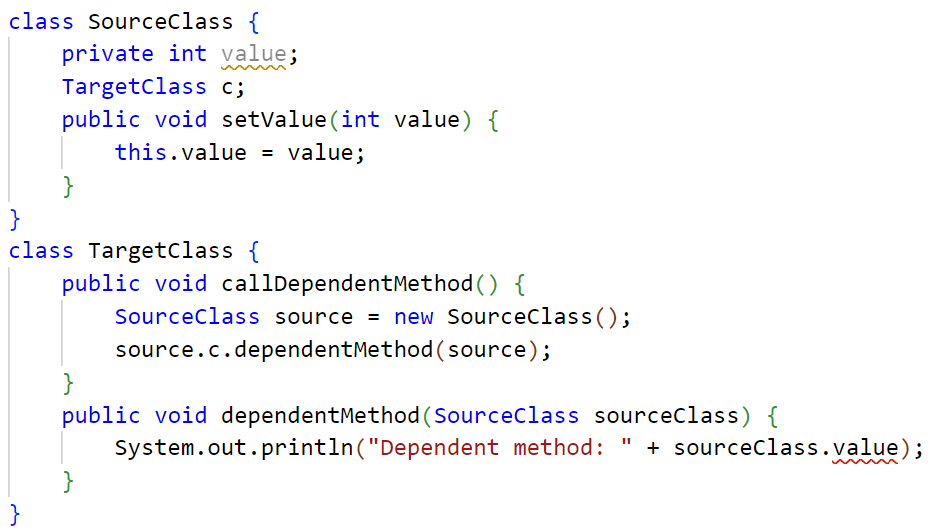 class SourceClass {
    private int value;
    TargetClass c;
    public void setValue(int value) {
        this.value = value;
    }
}
class TargetClass {
    public void callDependentMethod() {
        SourceClass source = new SourceClass();
        source.c.dependentMethod(source);
    }
    public void dependentMethod(SourceClass sourceClass) {
        System.out.println("Dependent method: " + sourceClass.value);
    }
}